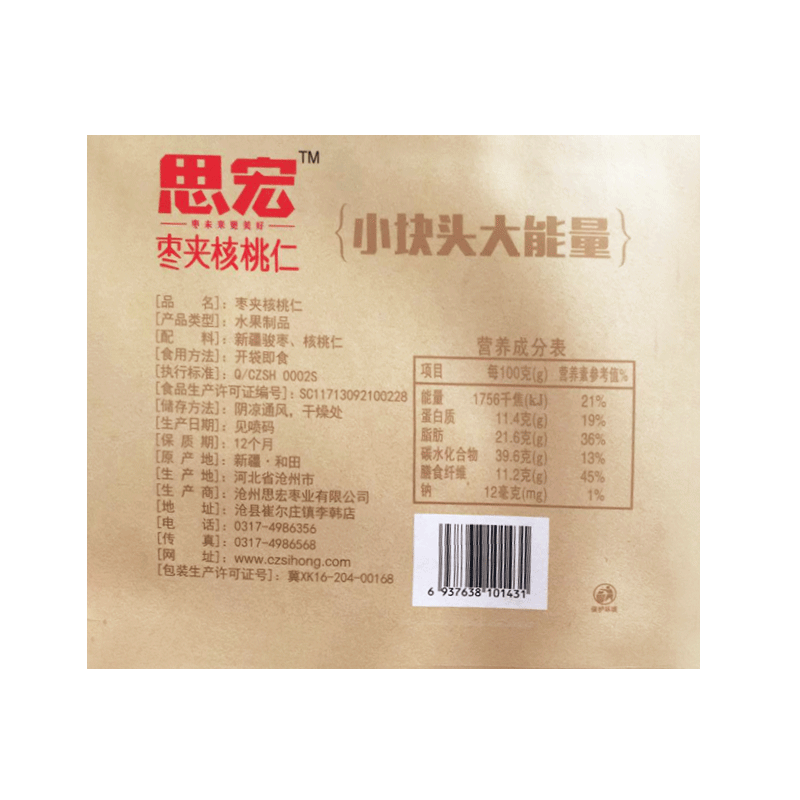 思宏TM
枣未来更美好
枣夹核桃仁
{小块头大能量}
[品 名]：枣夹核桃仁
[产品类型]：水果制品
[配 料]：新疆骏枣、核桃仁
[食用方法]：开袋即食
[执行标准]：Q/CZSH 0002S
[食品生产许可证编号]：SC11713092100228
[储存方法]：阴凉通风，干燥处
[生产日期]：见喷码
[保 质 期]：12个月
[原 产 地]：新疆·和田
[生 产 地]：河北省沧州市
[生 产 商]：沧州思宏枣业有限公司
[地 址]：沧县崔尔庄镇李韩店
[电 话]：0317-4986356
[传 真]：0317-4986568
[网 址]：www.czsihong.com
[包装生产许可证号]：冀XK16-204-00168
营养成分表
项目 每100克(g) 营养素参考值%
能量 1756千焦(kJ) 21%
蛋白质 11.4克(g) 19%
脂肪 21.6克(g) 36%
碳水化合物 39.6克(g) 13%
膳食纤维 11.2克(g) 45%
钠 12毫克(mg) 1%
6 937638 101431
保护环境